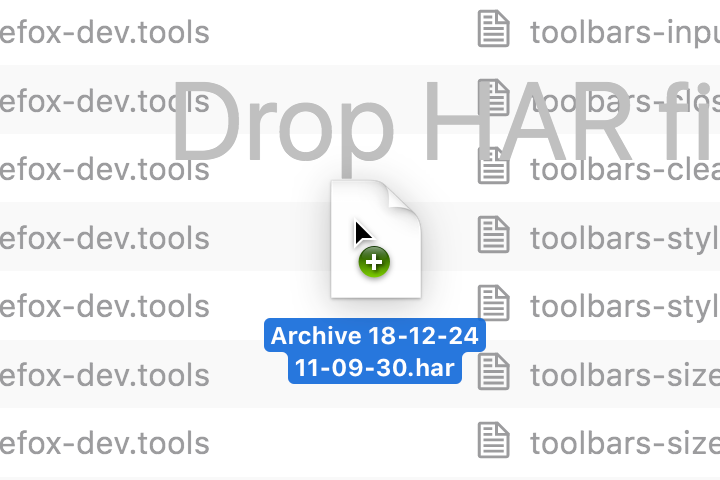 efox-dev.tools toolbars-inpu
efox-dev.tools toolbars-clos
Drop HAR fi
efox-dev.tools toolbars-clea
efox-dev.tools toolbars-styl
efox-dev.tools toolbars-styl
Archive 18-12-24
11-09-30.har
efox-dev.tools toolbars-size
efox-dev.tools toolbars-size